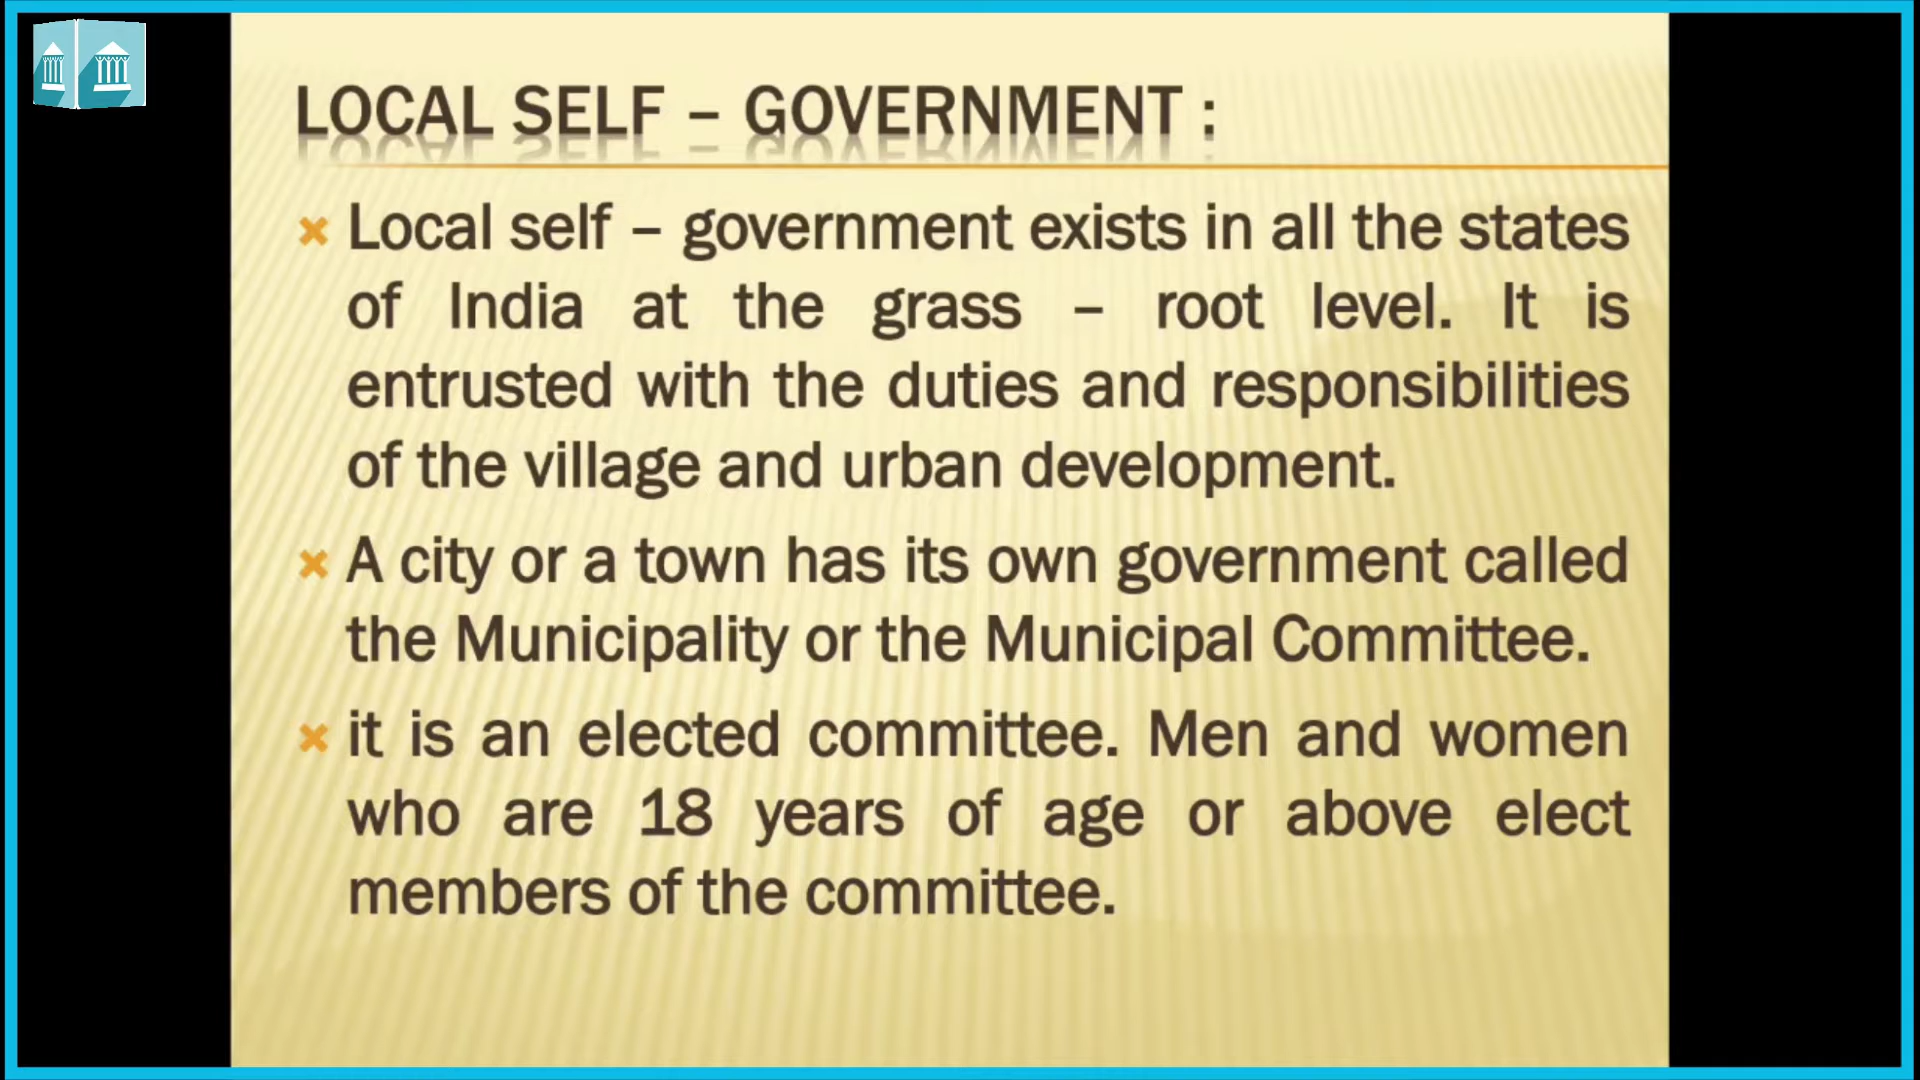 LOCAL SELF – GOVERNMENT :
Local self – government exists in all the states
of India at the grass – root level. It is
entrusted with the duties and responsibilities
of the village and urban development.
A city or a town has its own government called
the Municipality or the Municipal Committee.
it is an elected committee. Men and women
who are 18 years of age or above elect
members of the committee.